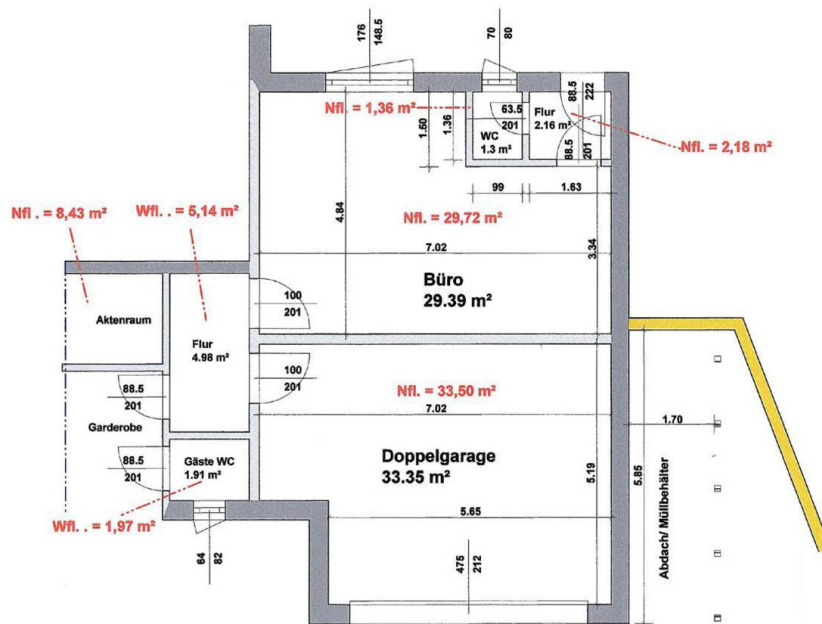 176
148.5
70
80
Nfl. = 1,36 m²
1.60
1.36
63.5
201
WC
1.3 m²
Flur
2.16 m²
88.5
222
88.5
201
Nfl. = 2,18 m²
99
1.63
Nfl . = 8,43 m²
Wfl. . = 5,14 m²
4.84
Nfl. = 29,72 m²
3.34
7.02
Büro
29.39 m²
100
201
Aktenraum
Flur
4.98 m²
100
201
Nfl. = 33,50 m²
7.02
88.5
201
Garderobe
88.5
201
Gäste WC
1.91 m²
Doppelgarage
33.35 m²
5.19
1.70
5.85
Abdach/ Müllbehälter
Wfl. . = 1,97 m²
5.65
64
82
475
212